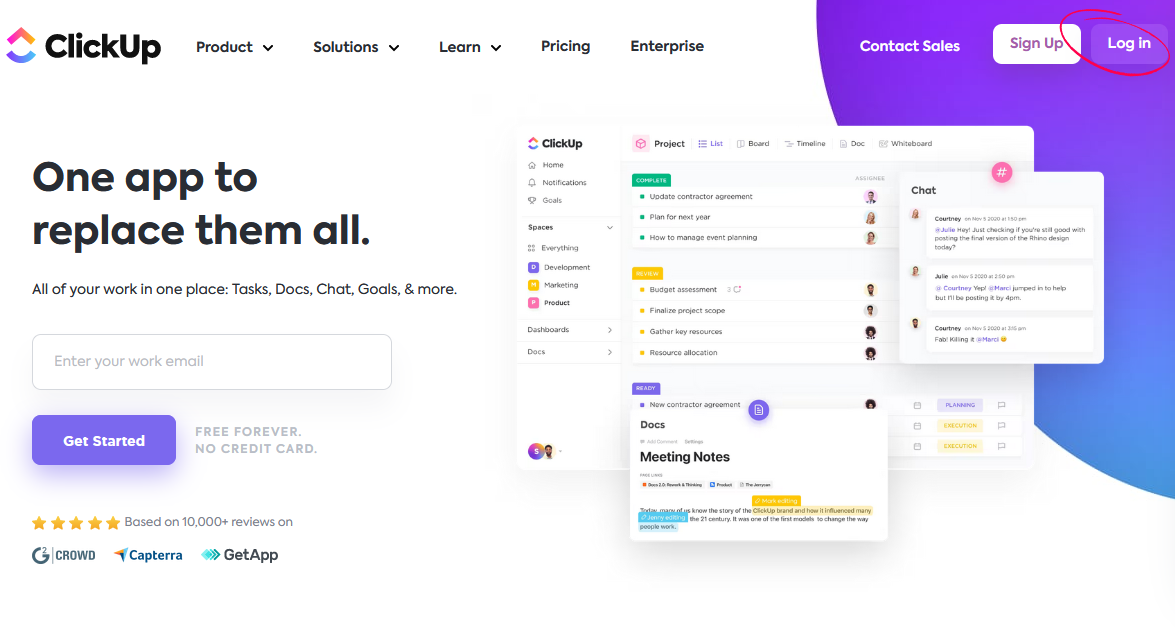 ClickUp
Product
Solutions
Learn
Pricing
Enterprise
Contact Sales
Sign Up
Log in
One app to
replace them all.
All of your work in one place: Tasks, Docs, Chat, Goals, & more.
Enter your work email
Get Started
FREE FOREVER.
NO CREDIT CARD.
Based on 10,000+ reviews on
G2 CROWD
Capterra
GetApp
ClickUp
Home
Notifications
Goals
Spaces
Everything
D Development
M Marketing
P Product
Dashboards
Docs
S
Project
List
Board
Timeline
Doc
Whiteboard
COMPLETE
ASSIGNEE
Update contractor agreement
Plan for next year
How to manage event planning
REVIEW
Budget assessment 3
Finalize project scope
Gather key resources
Resource allocation
READY
New contractor agreement
PLANNING
EXECUTION
EXECUTION
#
Chat
Courtney on Nov 5 2020 at 1:50 pm
@Julie Hey! Just checking if you're still good with
posting the final version of the Rhino design
today?
Julie on Nov 5 2020 at 2:50 pm
@ Courtney Yep! @Marci jumped in to help
but I'll be posting it by 4pm.
Courtney on Nov 5 2020 at 3:15 pm
Fab! Killing it @Marci 😊
Docs
Add Comment Settings
Meeting Notes
PAGE LINKS
Docs 2.0: Rework & Thinking
Product
The Jerryuan
Mark editing
Today, many of us know the story of the ClickUp brand and how it influenced many
Jenny editing
the 21 century. It was one of the first models to change the way
people work.